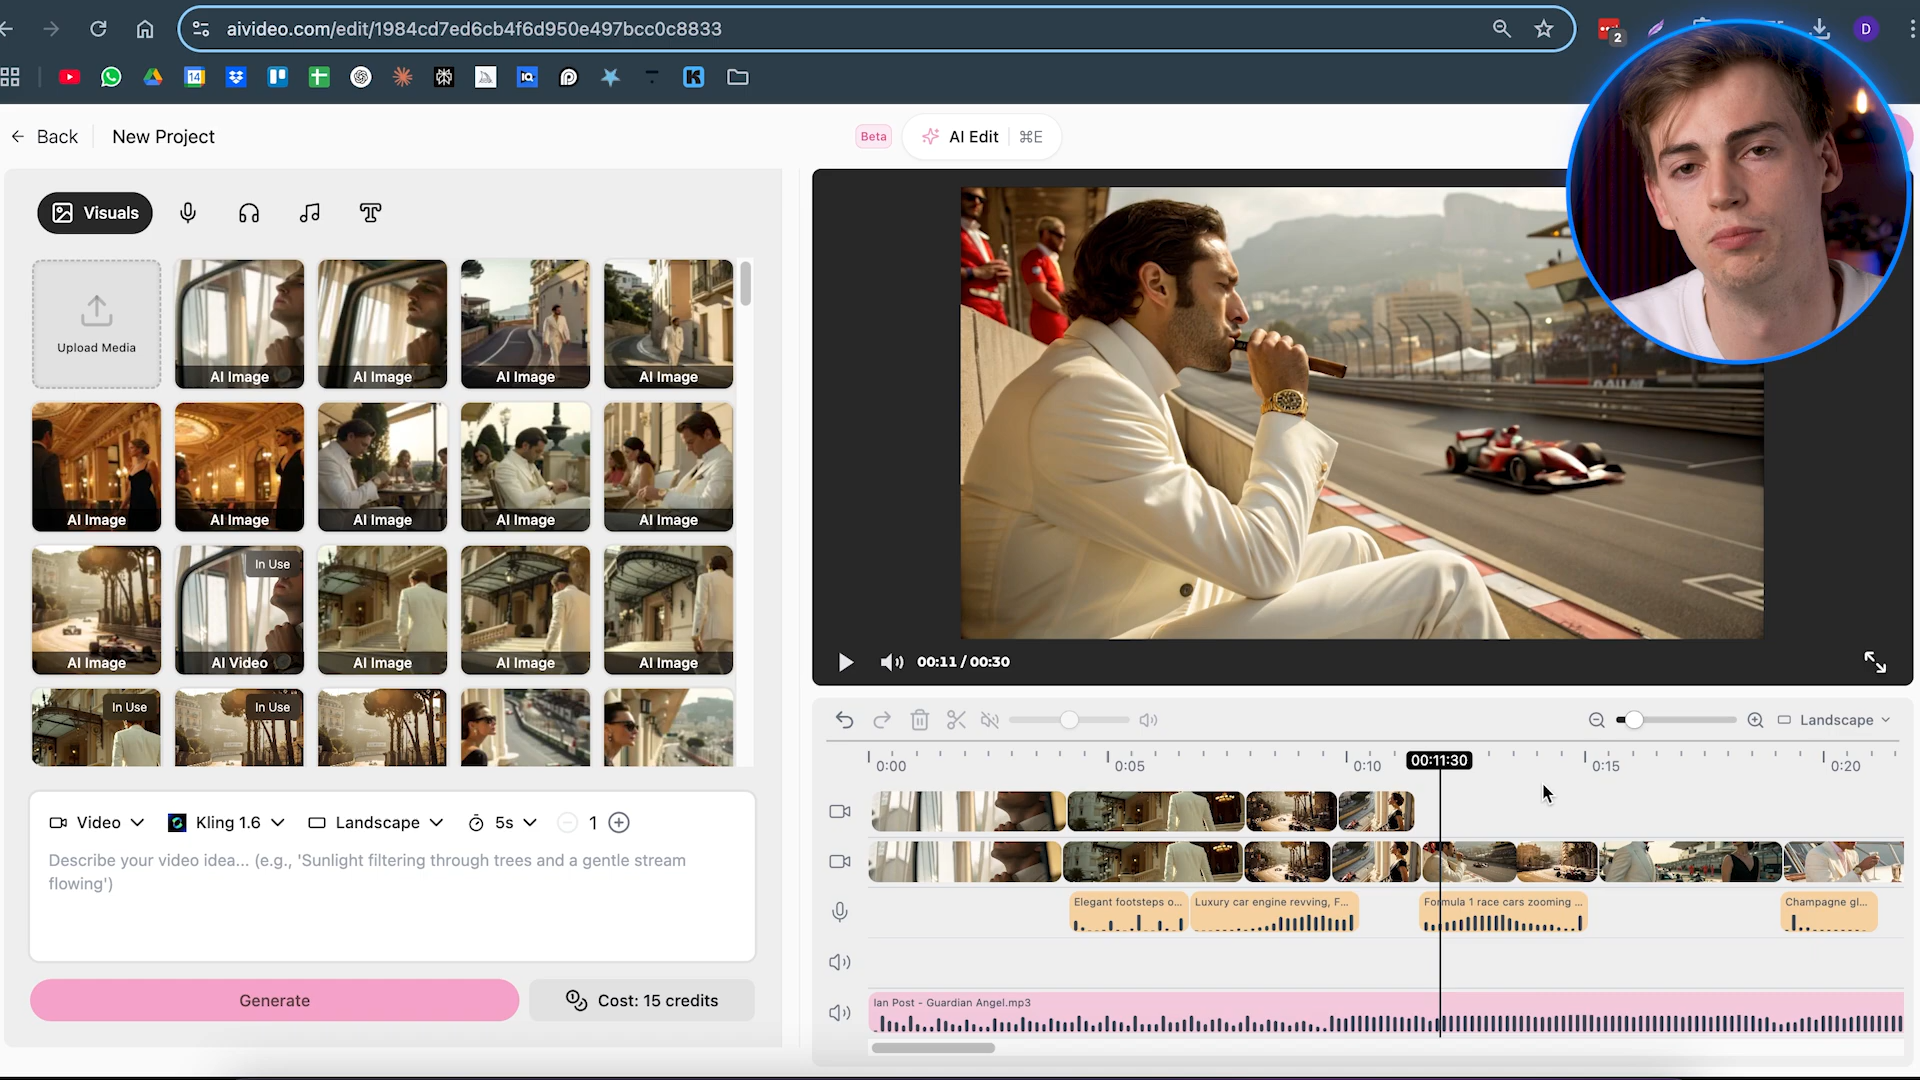 aivideo.com/edit/1984cd7ed6cb4f6d950e497bcc0c8833
2
D
14
IQ
K
Back
New Project
Beta
AI Edit
⌘E
Visuals
Upload Media
AI Image
AI Image
AI Image
AI Image
AI Image
AI Image
AI Image
AI Image
AI Image
AI Image
In Use
AI Video
AI Image
AI Image
AI Image
In Use
In Use
Video
Kling 1.6
Landscape
5s
1
Describe your video idea... (e.g., 'Sunlight filtering through trees and a gentle stream
flowing')
Generate
Cost: 15 credits
00:11 / 00:30
Landscape
0:00
0:05
0:10
00:11:30
0:15
0:20
Elegant footsteps o...
Luxury car engine revving, F...
Formula 1 race cars zooming ...
Champagne gl...
Ian Post - Guardian Angel.mp3